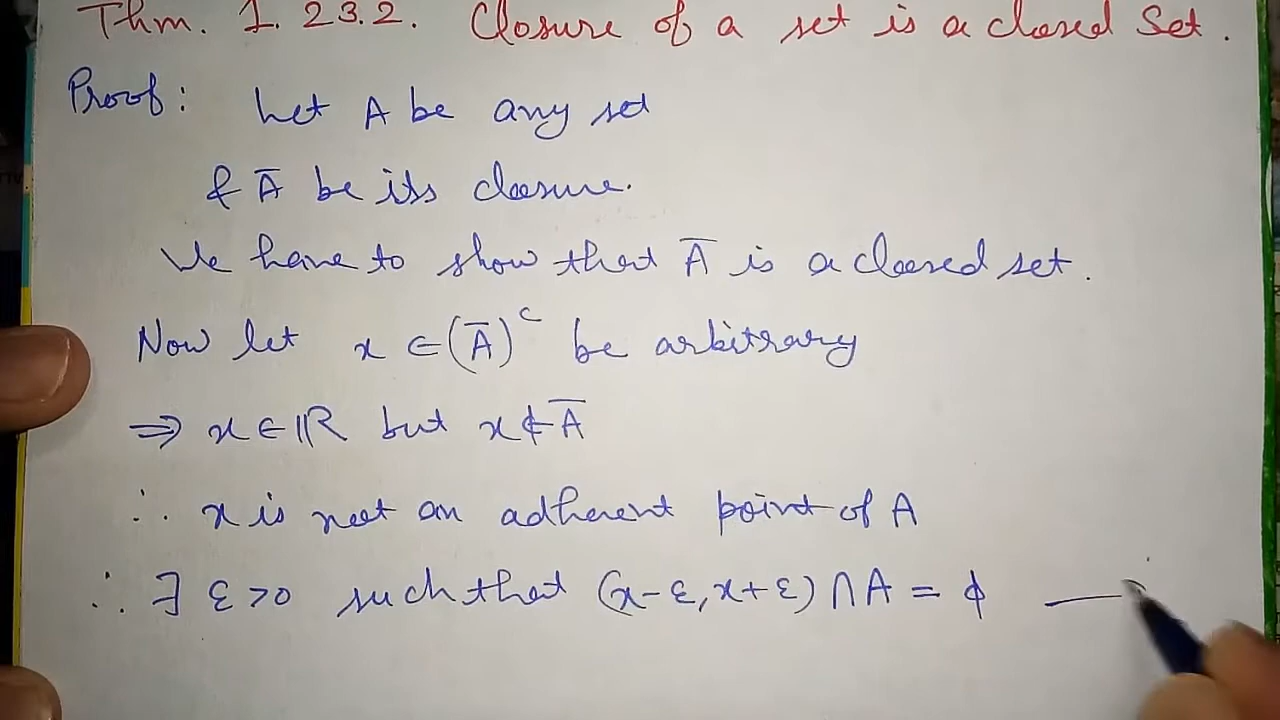 Thm. 1.23.2. Closure of a set is a closed set.
Proof: Let A be any set
& A̅ be its closure.
We have to show that A̅ is a closed set.
Now let x ∈ (A̅)ᶜ be arbitrary
⇒ x ∈ ℝ but x ∉ A̅
∴ x is not an adherent point of A
∴ ∃ ε > 0 such that (x-ε, x+ε) ∩ A = ϕ —